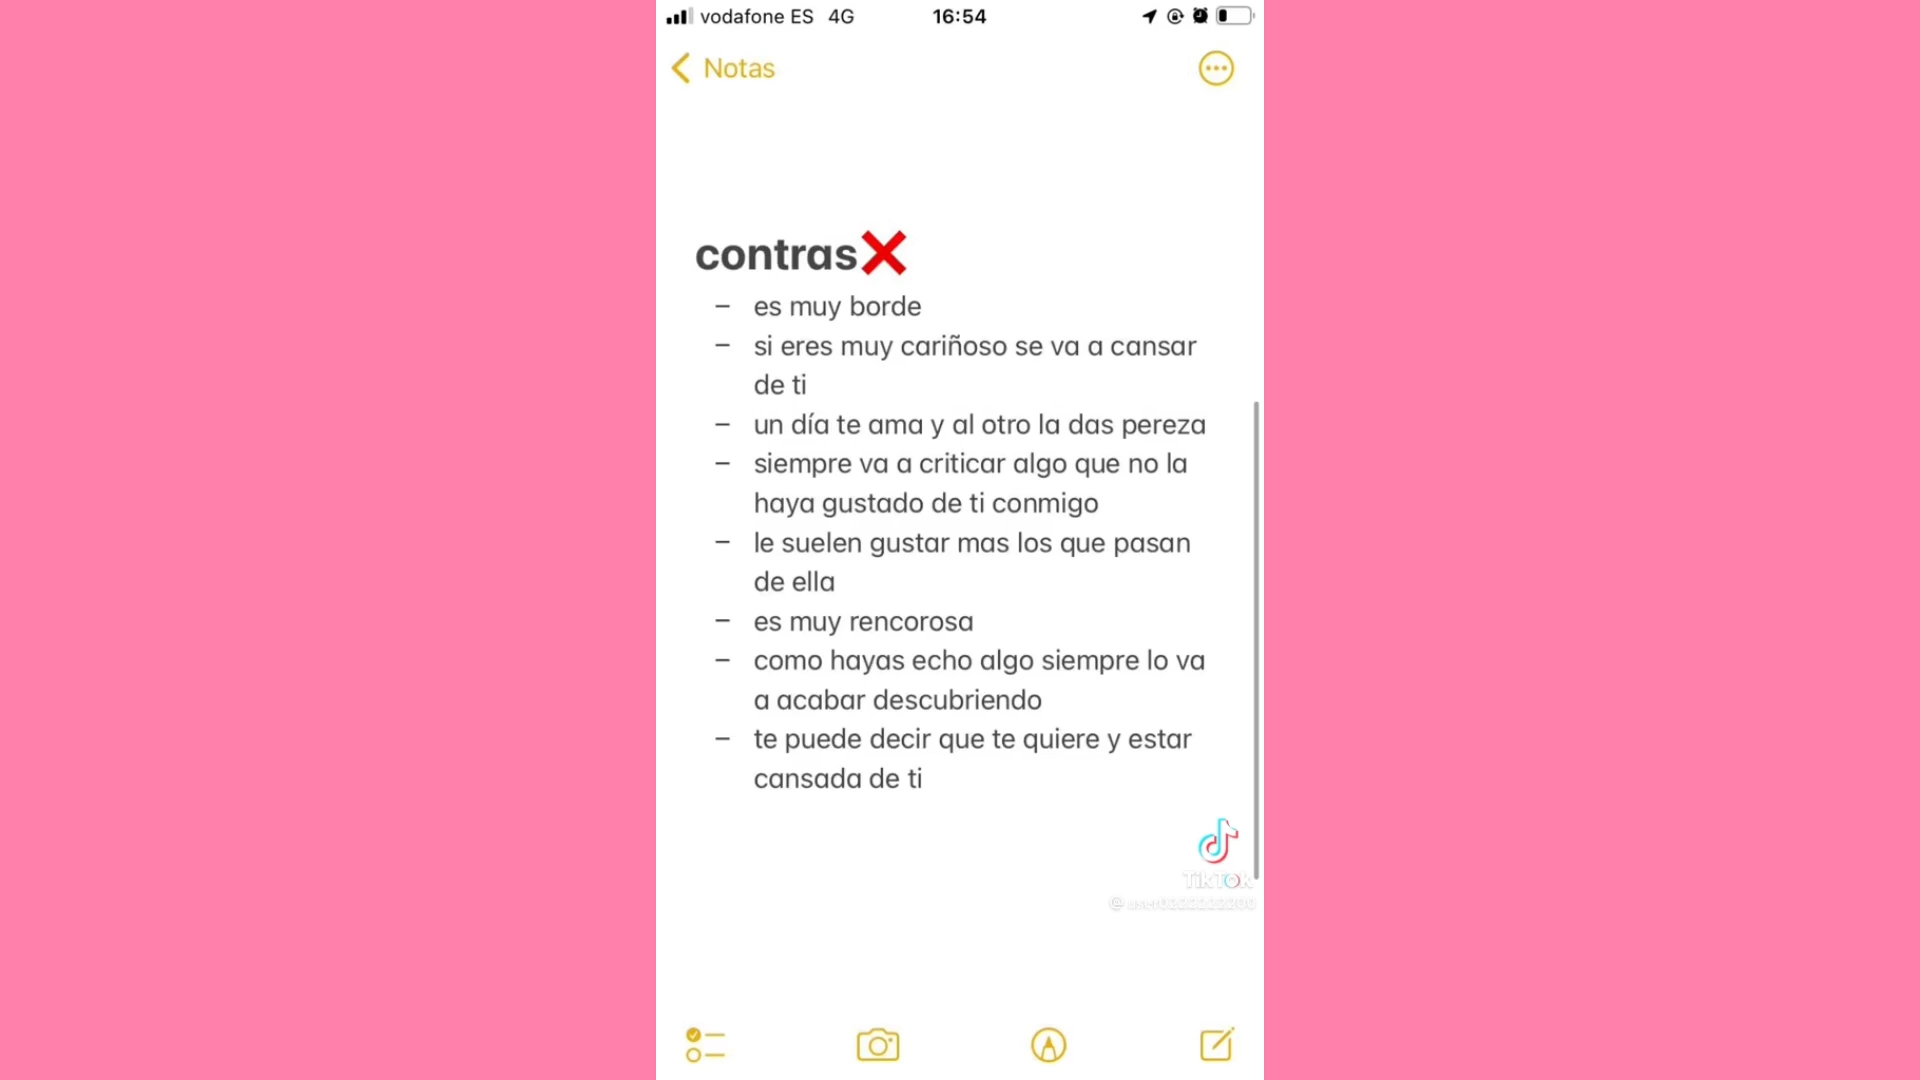 vodafone ES 4G 16:54
Notas
contras❌
– es muy borde
– si eres muy cariñoso se va a cansar
de ti
– un día te ama y al otro la das pereza
– siempre va a criticar algo que no la
haya gustado de ti conmigo
– le suelen gustar mas los que pasan
de ella
– es muy rencorosa
– como hayas echo algo siempre lo va
a acabar descubriendo
– te puede decir que te quiere y estar
cansada de ti
TikTok